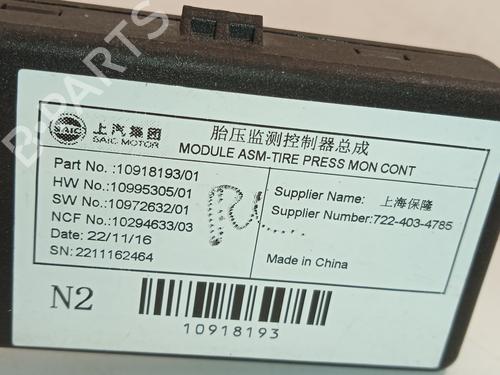 SAIC
上汽集团
SAIC MOTOR
胎压监测控制器总成
MODULE ASM-TIRE PRESS MON CONT
Part No. :10918193/01
HW No.:10995305/01
SW No.:10972632/01
NCF No.:10294633/03
Date: 22/11/16
SN: 2211162464
Supplier Name: 上海保隆
Supplier Number:722-403-4785
Made in China
N2
10918193
B-PARTS